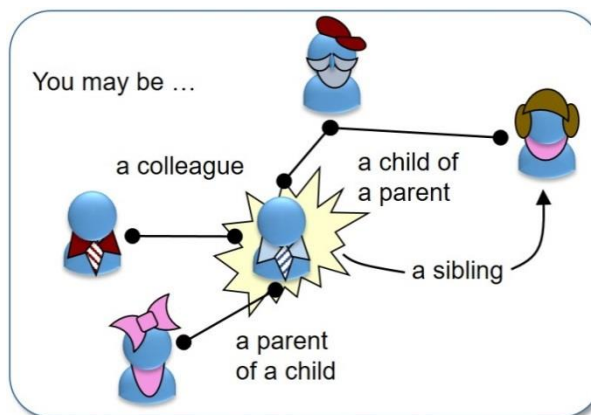 You may be …
a colleague
a child of
a parent
a sibling
a parent
of a child